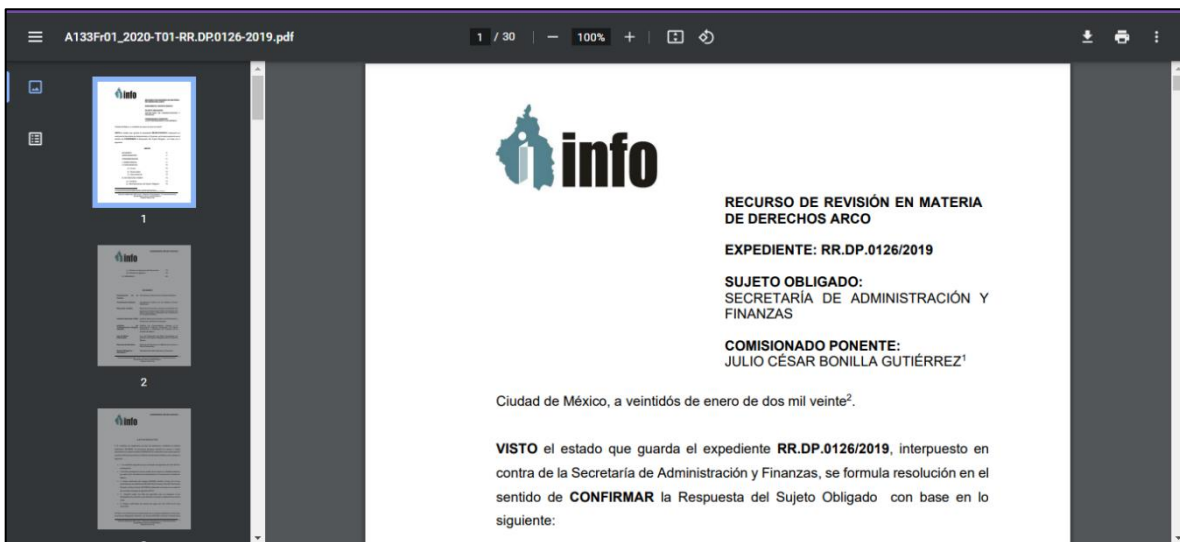 A133Fr01_2020-T01-RR.DP.0126-2019.pdf
1 / 30
100%
info
1
info
2
info
info
RECURSO DE REVISIÓN EN MATERIA
DE DERECHOS ARCO
EXPEDIENTE: RR.DP.0126/2019
SUJETO OBLIGADO:
SECRETARÍA DE ADMINISTRACIÓN Y
FINANZAS
COMISIONADO PONENTE:
JULIO CÉSAR BONILLA GUTIÉRREZ¹
Ciudad de México, a veintidós de enero de dos mil veinte².
VISTO el estado que guarda el expediente RR.DP.0126/2019, interpuesto en
contra de la Secretaría de Administración y Finanzas, se formula resolución en el
sentido de CONFIRMAR la Respuesta del Sujeto Obligado con base en lo
siguiente: